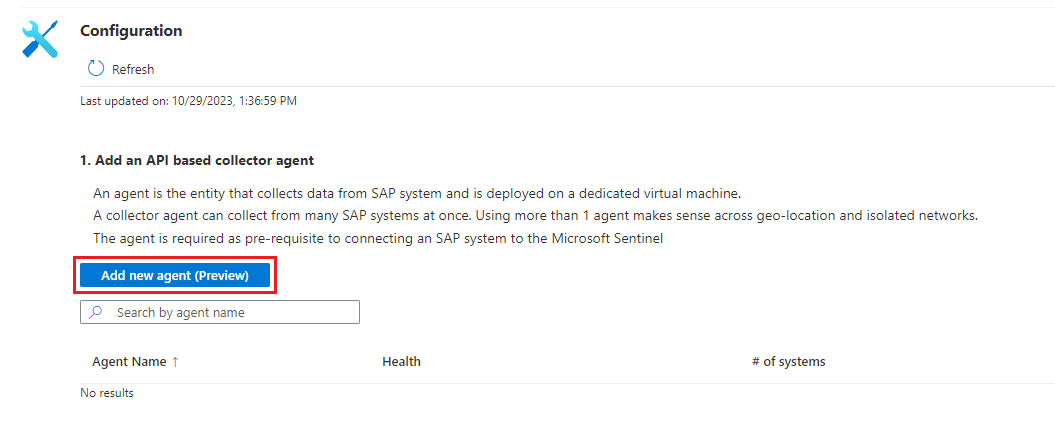 Configuration
Refresh
Last updated on: 10/29/2023, 1:36:59 PM
1. Add an API based collector agent
An agent is the entity that collects data from SAP system and is deployed on a dedicated virtual machine.
A collector agent can collect from many SAP systems at once. Using more than 1 agent makes sense across geo-location and isolated networks.
The agent is required as pre-requisite to connecting an SAP system to the Microsoft Sentinel
Add new agent (Preview)
Search by agent name
Agent Name ↑ Health # of systems
No results